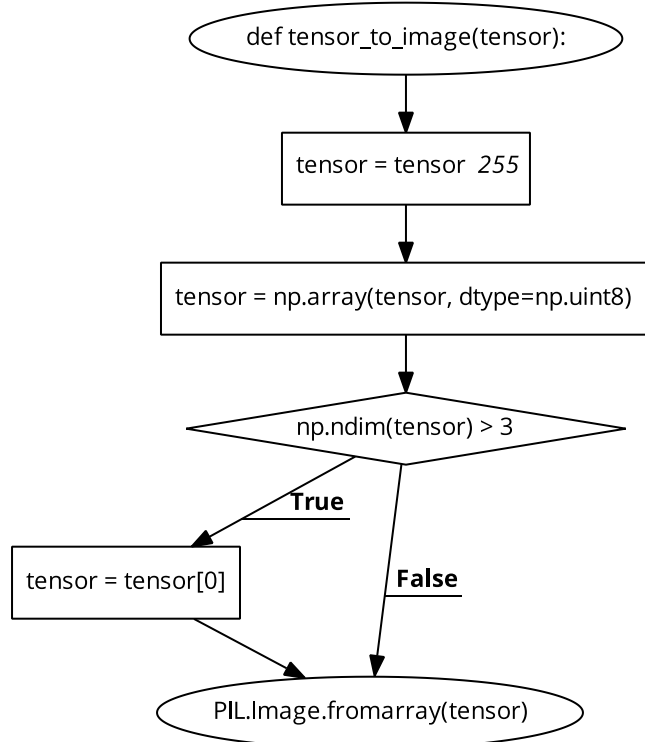 def tensor_to_image(tensor):
tensor = tensor 255
tensor = np.array(tensor, dtype=np.uint8)
np.ndim(tensor) > 3
True
tensor = tensor[0]
False
PIL.Image.fromarray(tensor)